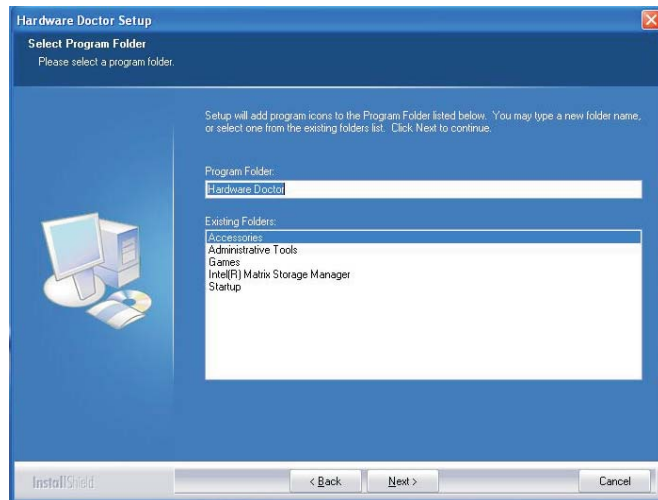 Hardware Doctor Setup
Select Program Folder
Please select a program folder.
Setup will add program icons to the Program Folder listed below. You may type a new folder name,
or select one from the existing folders list. Click Next to continue.
Program Folder:
Hardware Doctor
Existing Folders:
Accessories
Administrative Tools
Games
Intel(R) Matrix Storage Manager
Startup
InstallShield
< Back
Next >
Cancel